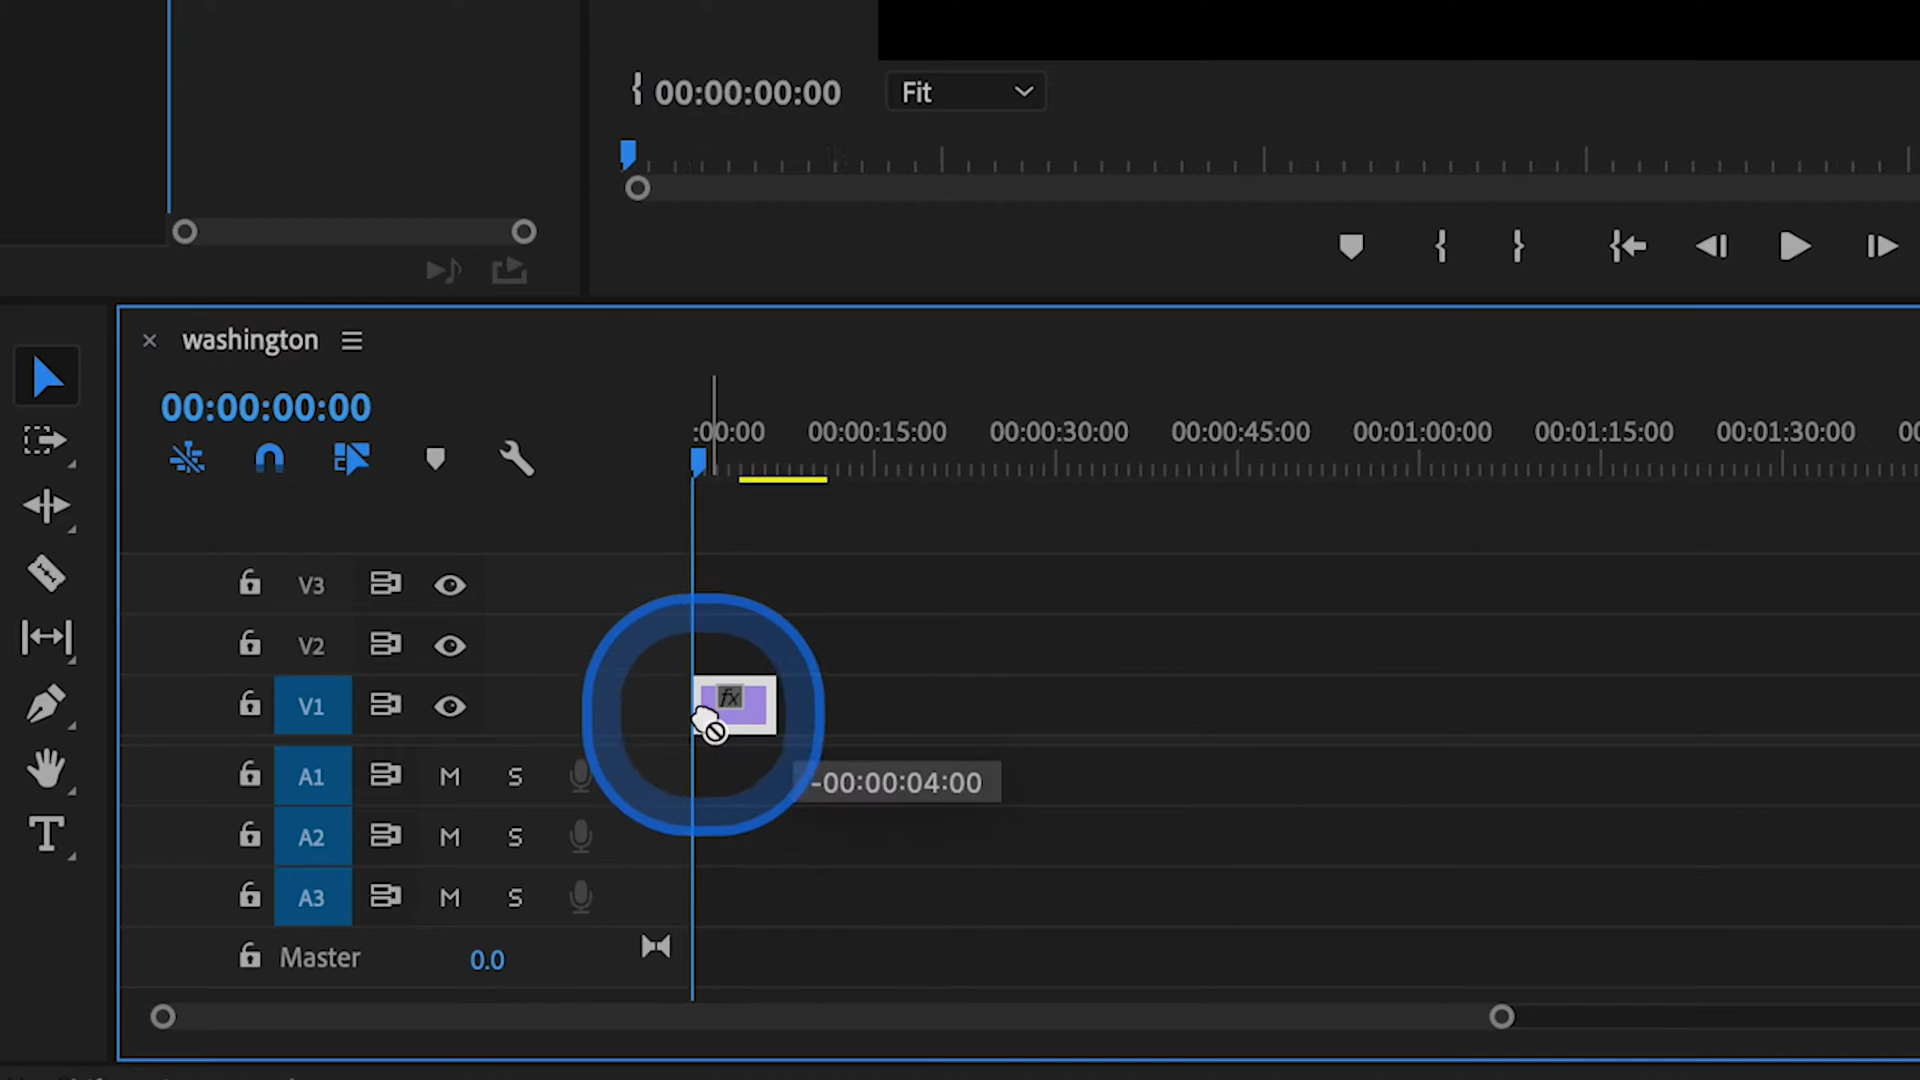 00:00:00:00 Fit
washington
00:00:00:00
:00:00 00:00:15:00 00:00:30:00 00:00:45:00 00:01:00:00 00:01:15:00 00:01:30:00 00
V3
V2
V1 fx
A1 M S -00:00:04:00
A2 M S
A3 M S
Master 0.0